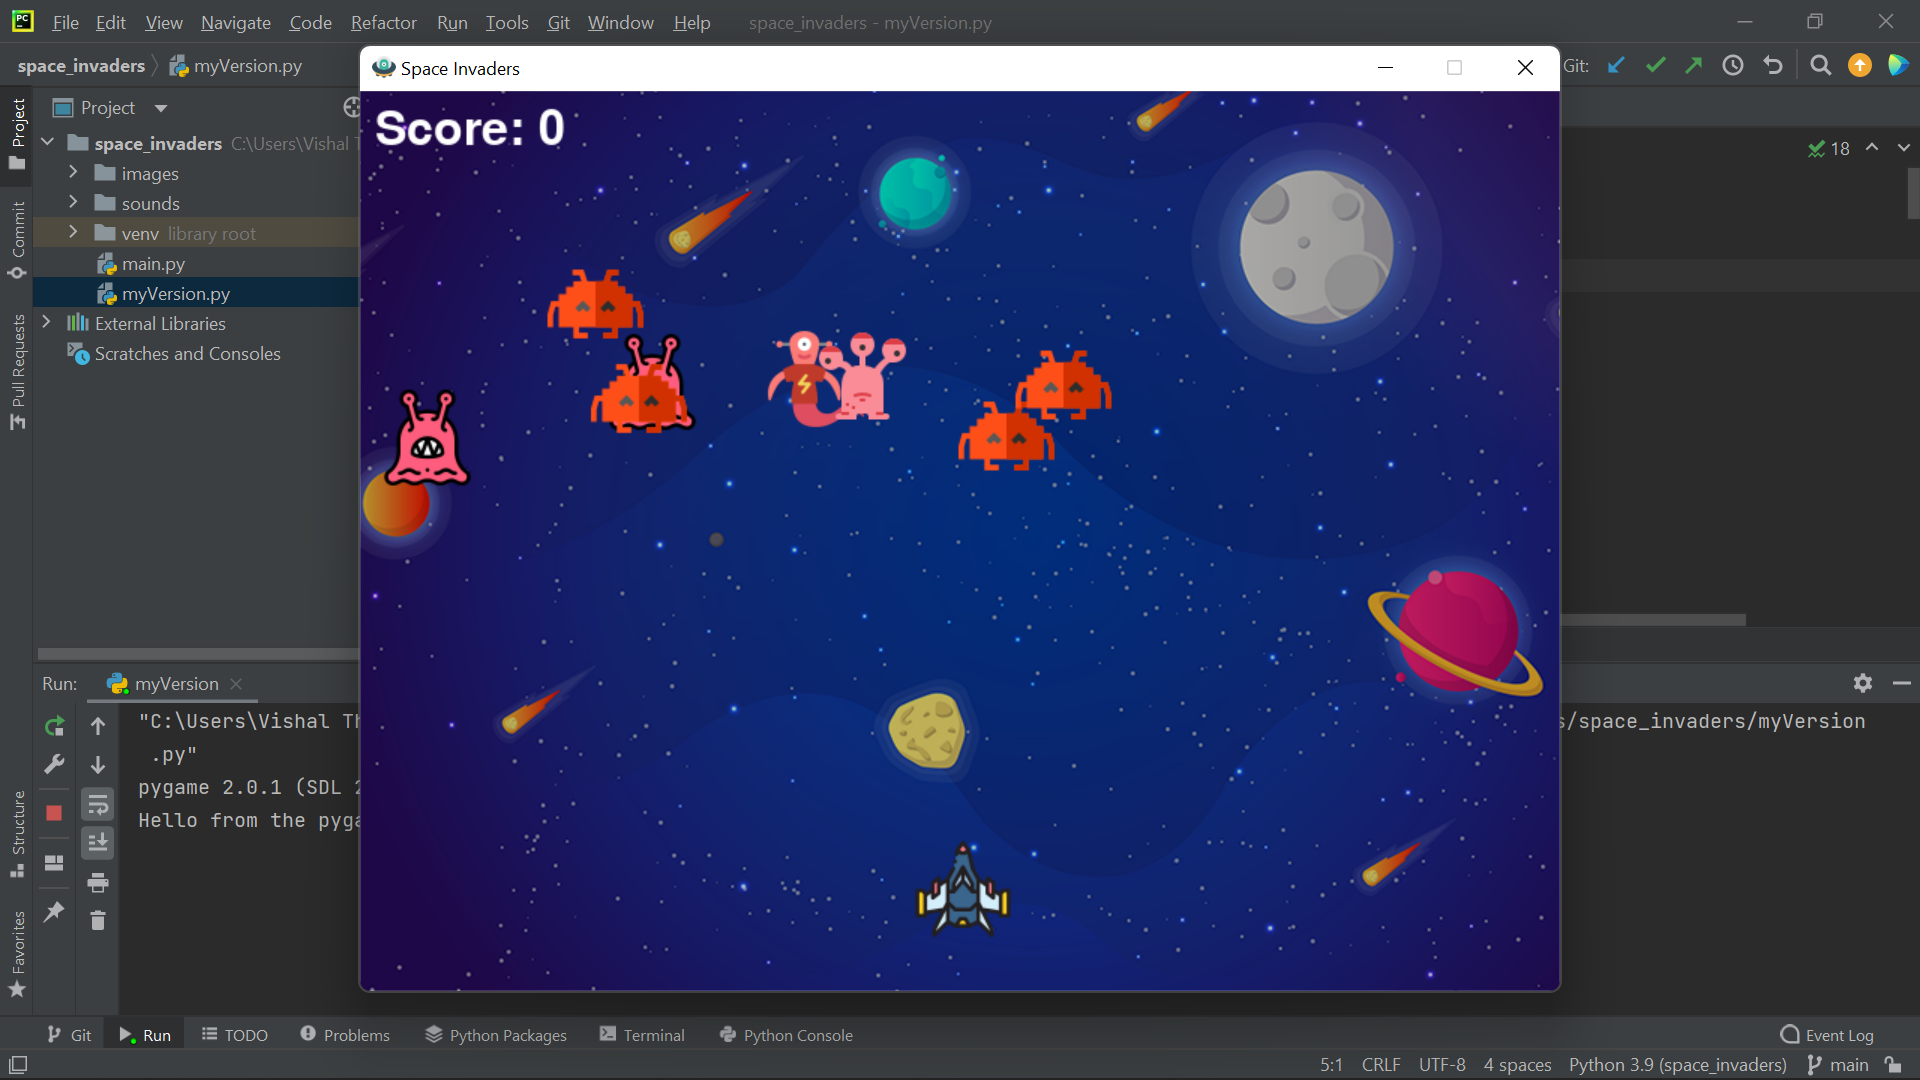 PC File Edit View Navigate Code Refactor Run Tools Git Window Help space_invaders - myVersion.py
space_invaders myVersion.py
Space Invaders
Git:
Project
Project
space_invaders C:\Users\Vishal
images
sounds
venv library root
main.py
myVersion.py
External Libraries
Scratches and Consoles
Commit
Pull Requests
Structure
Favorites
Score: 0
18
Run: myVersion
"C:\Users\Vishal
/space_invaders/myVersion
.py"
pygame 2.0.1 (SDL
Hello from the
Git Run TODO Problems Python Packages Terminal Python Console Event Log
5:1 CRLF UTF-8 4 spaces Python 3.9 (space_invaders) main